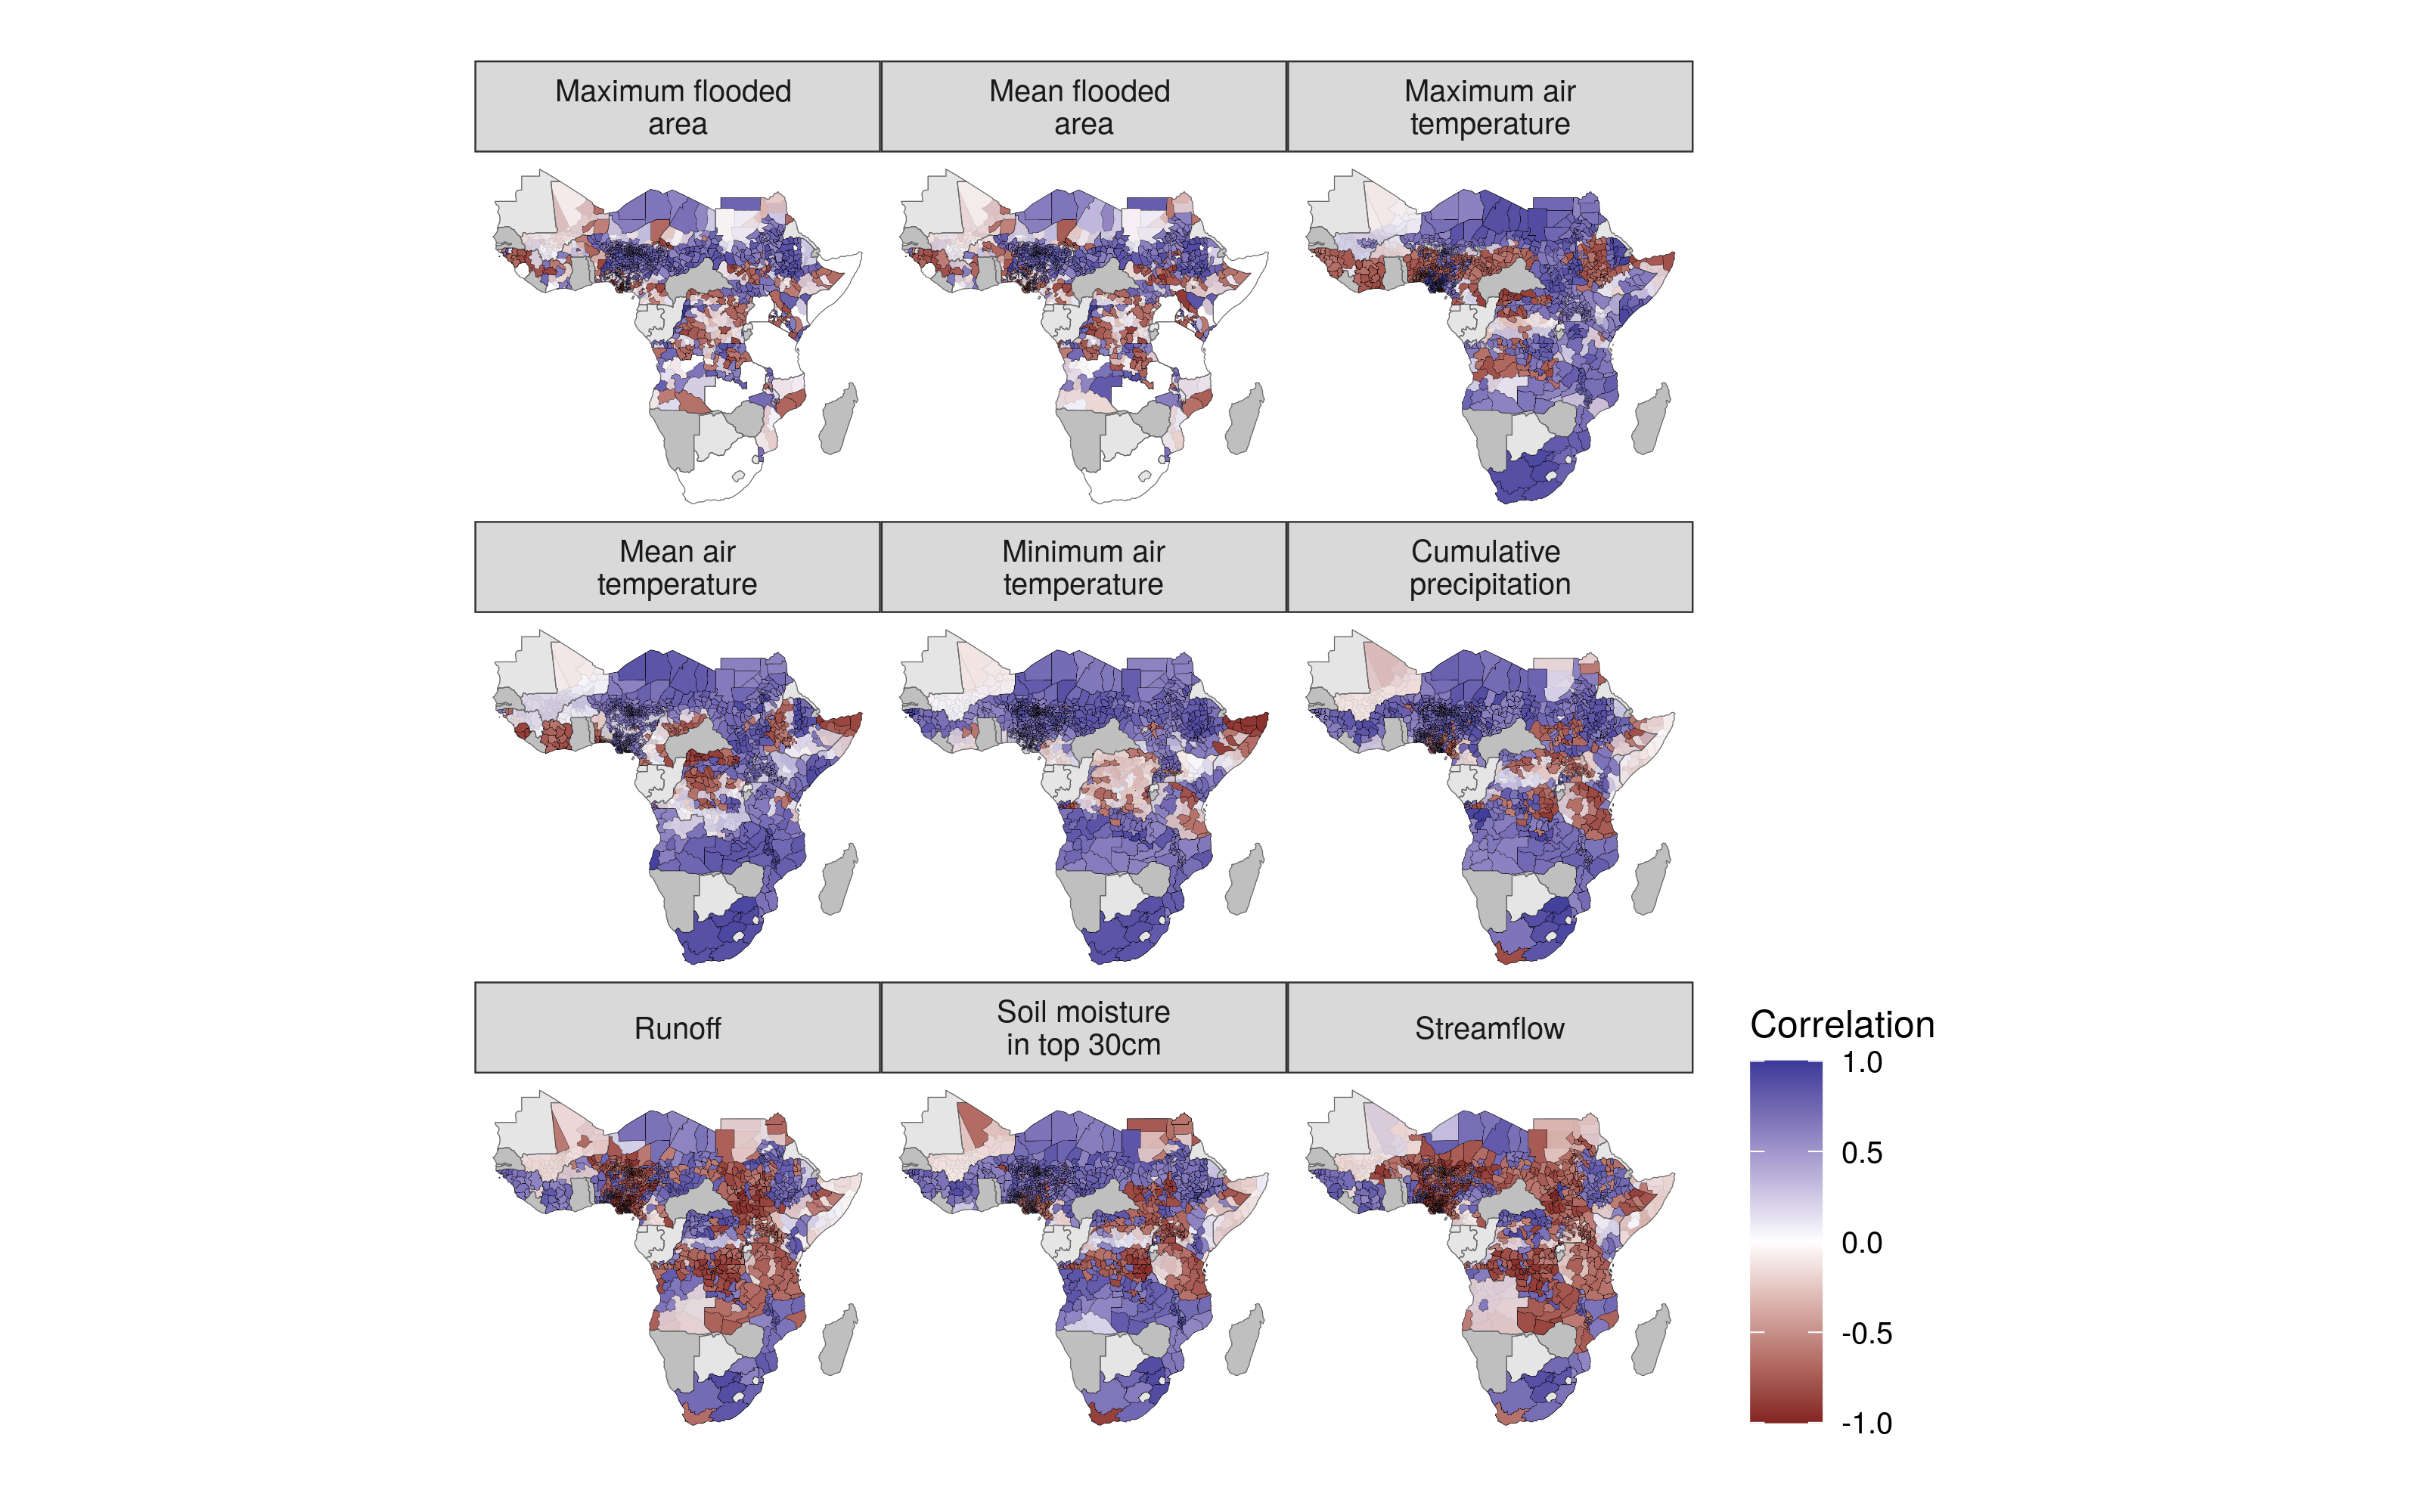 Maximum flooded
area
Mean flooded
area
Maximum air
temperature
Mean air
temperature
Minimum air
temperature
Cumulative
precipitation
Runoff
Soil moisture
in top 30cm
Streamflow
Correlation
1.0
0.5
0.0
-0.5
-1.0